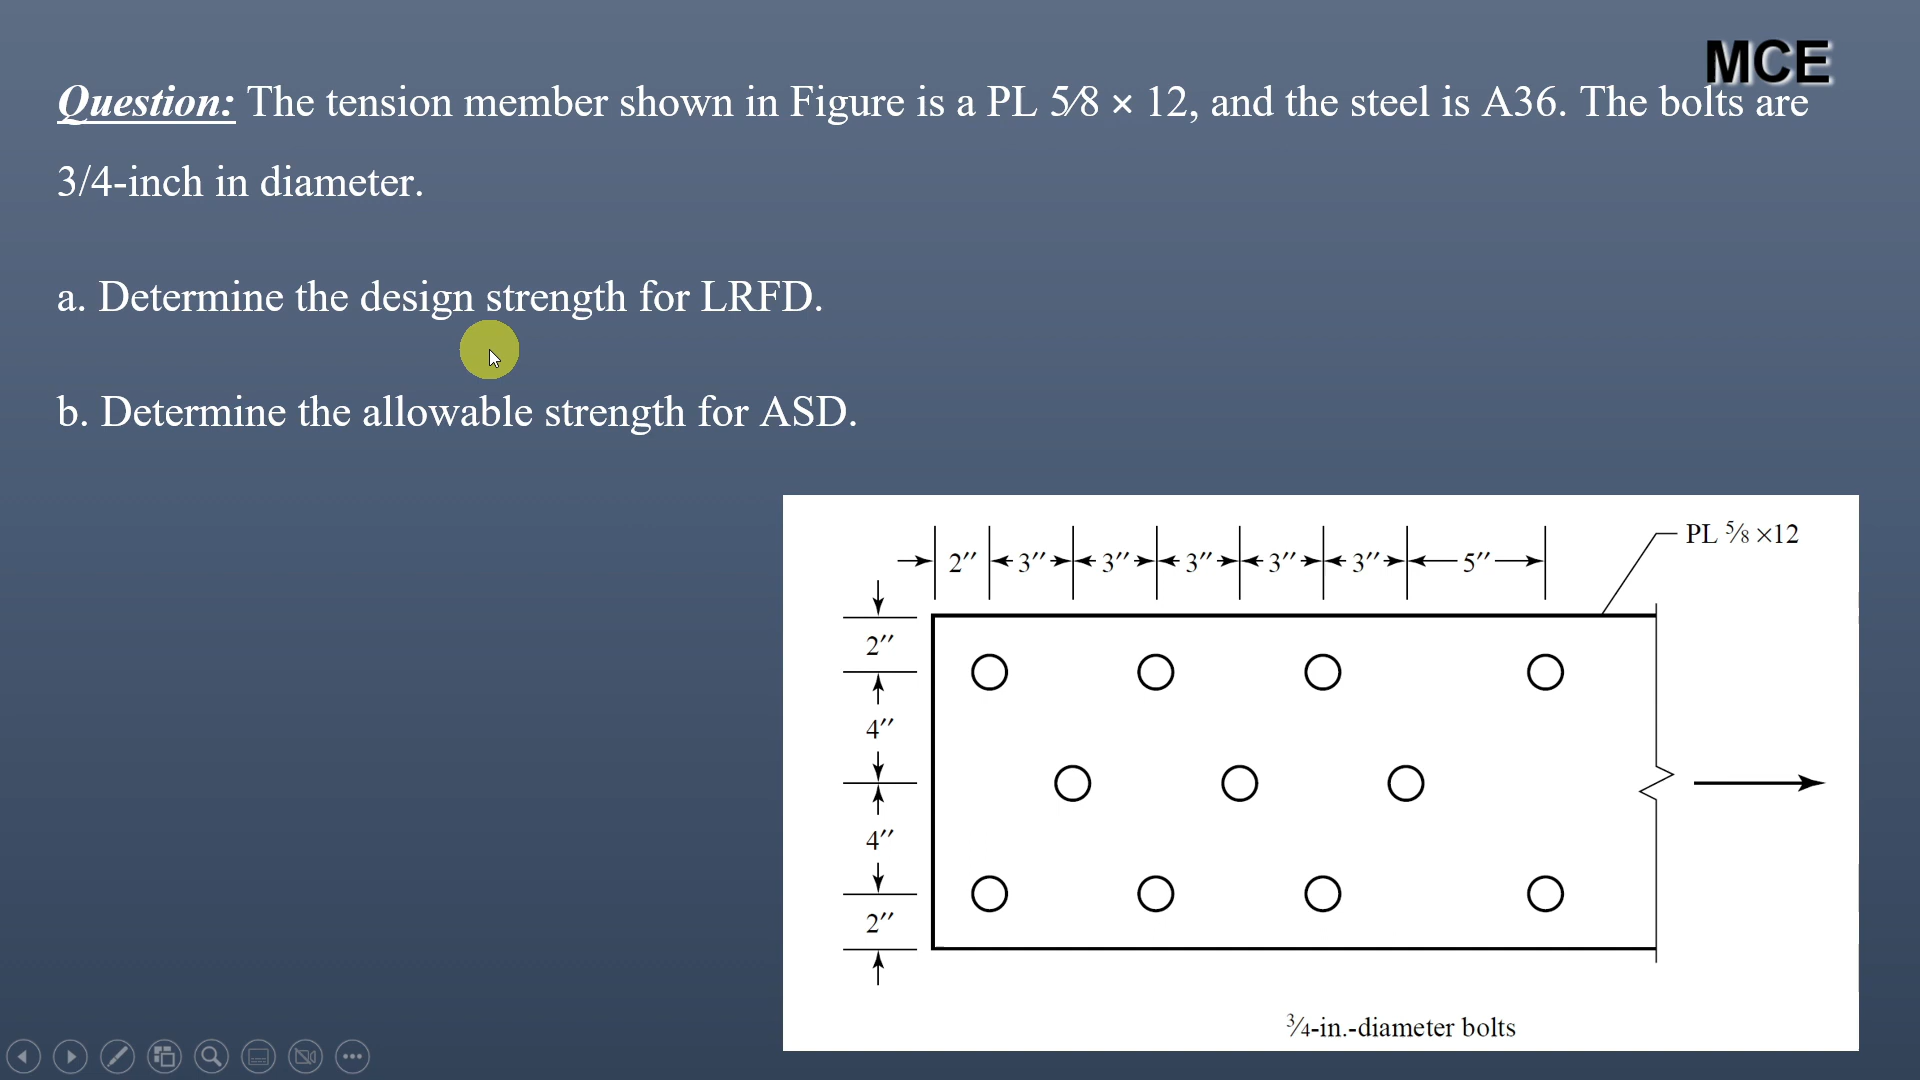 MCE
Question: The tension member shown in Figure is a PL 5⁄8 × 12, and the steel is A36. The bolts are
3/4-inch in diameter.
a. Determine the design strength for LRFD.
b. Determine the allowable strength for ASD.
PL ⅝ ×12
2″ 3″ 3″ 3″ 3″ 3″ 5″
2″
4″
4″
2″
¾-in.-diameter bolts